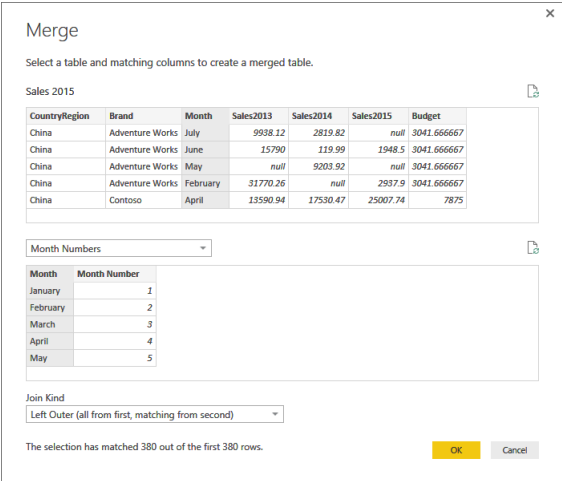 Merge
Select a table and matching columns to create a merged table.
Sales 2015
CountryRegion Brand Month Sales2013 Sales2014 Sales2015 Budget
China Adventure Works July 9938.12 2819.82 null 3041.666667
China Adventure Works June 15790 119.99 1948.5 3041.666667
China Adventure Works May null 9203.92 null 3041.666667
China Adventure Works February 31770.26 null 2937.9 3041.666667
China Contoso April 13590.94 17530.47 25007.74 7875
Month Numbers
Month Month Number
January 1
February 2
March 3
April 4
May 5
Join Kind
Left Outer (all from first, matching from second)
The selection has matched 380 out of the first 380 rows.
OK Cancel